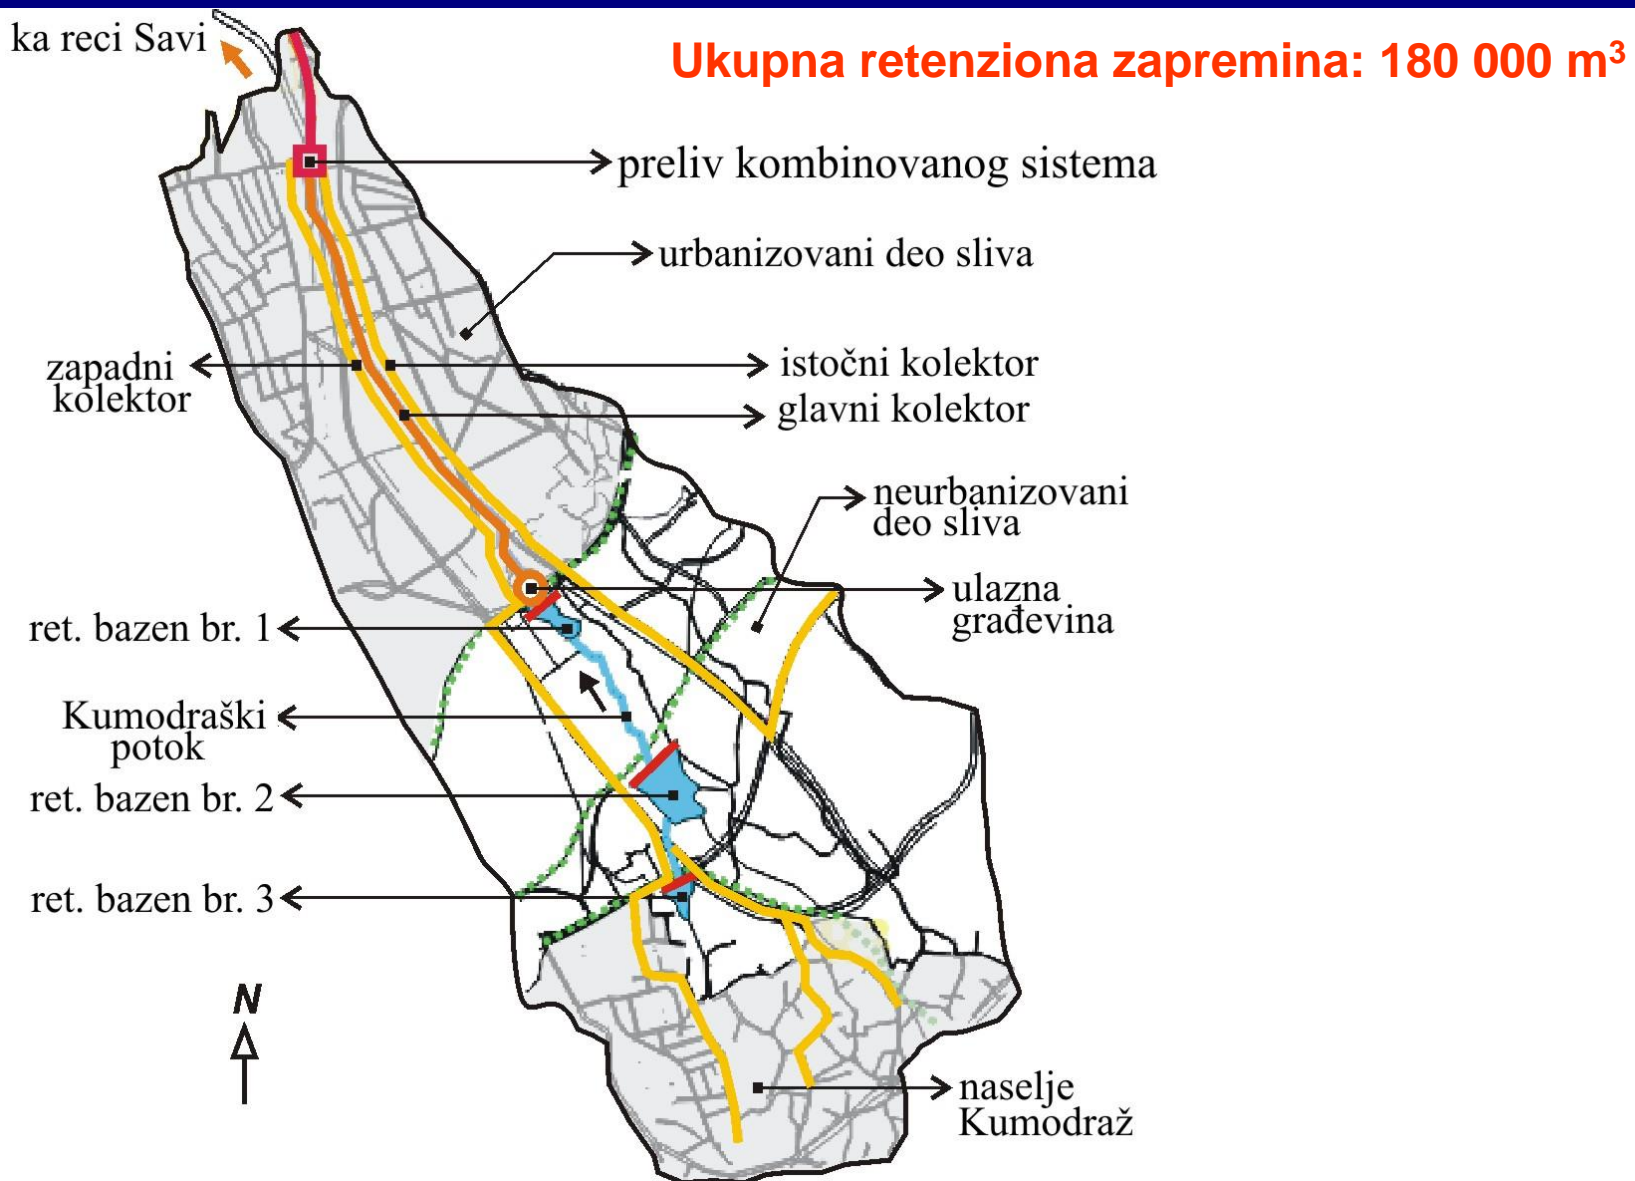 ka reci Savi
Ukupna retenziona zapremina: 180 000 m³
preliv kombinovanog sistema
urbanizovani deo sliva
zapadni
kolektor
istočni kolektor
glavni kolektor
neurbanizovani
deo sliva
ulazna
građevina
ret. bazen br. 1
Kumodraški
potok
ret. bazen br. 2
ret. bazen br. 3
N
naselje
Kumodraž